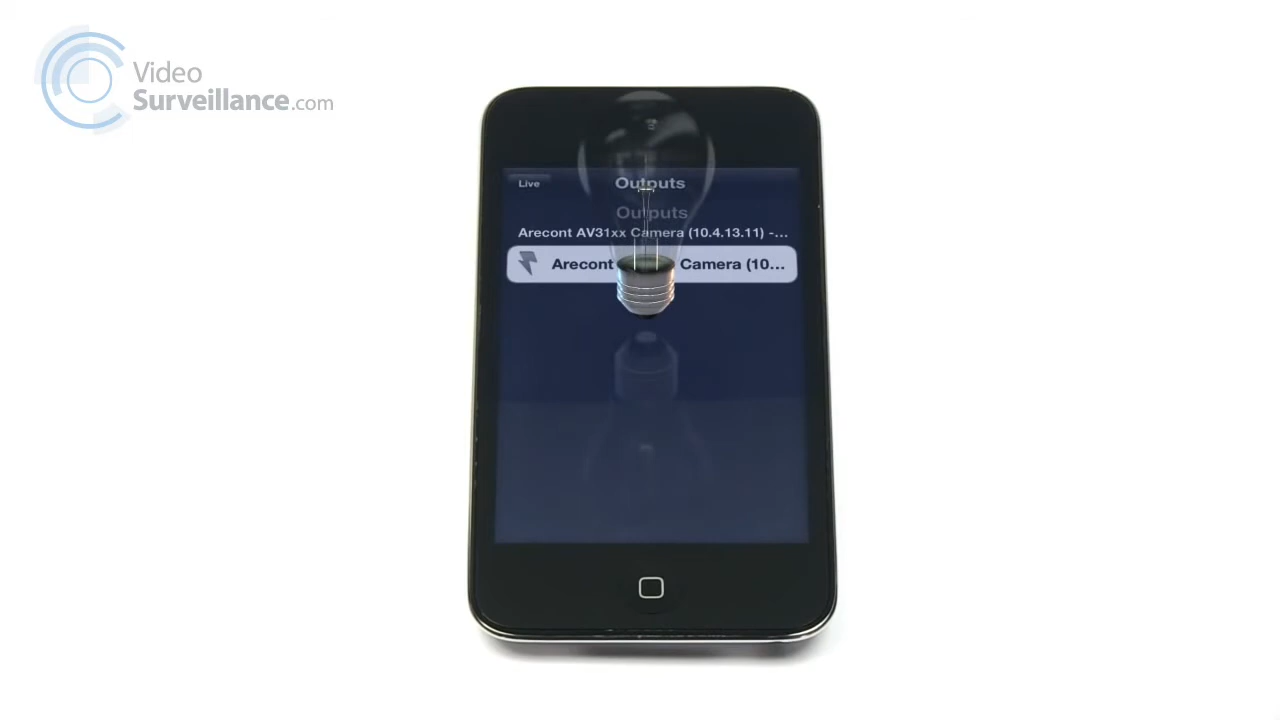 Video
Surveillance.com
Live
Outputs
Outputs
Arecont AV31xx Camera (10.4.13.11) -...
Arecont Camera (10...